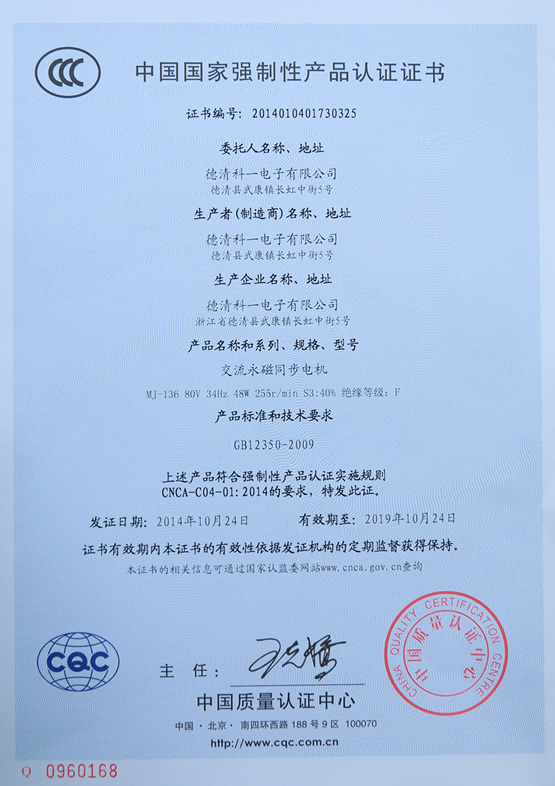 CCC
中国国家强制性产品认证证书
证书编号：2014010401730325
委托人名称、地址
德清科一电子有限公司
德清县武康镇长虹中街5号
生产者(制造商)名称、地址
德清科一电子有限公司
德清县武康镇长虹中街5号
生产企业名称、地址
德清科一电子有限公司
浙江省德清县武康镇长虹中街5号
产品名称和系列、规格、型号
交流永磁同步电机
MJ-136 80V 34Hz 48W 255r/min S3:40% 绝缘等级：F
产品标准和技术要求
GB12350-2009
上述产品符合强制性产品认证实施规则
CNCA-C04-01:2014的要求，特发此证。
发证日期：2014年10月24日 有效期至：2019年10月24日
证书有效期内本证书的有效性依据发证机构的定期监督获得保持。
本证书的相关信息可通过国家认监委网站www.cnca.gov.cn查询
CHINA QUALITY CERTIFICATION CENTRE
中国质量认证中心
CQC
主任：
中国质量认证中心
中国·北京·南四环西路188号9区 100070
http://www.cqc.com.cn
Q 0960168